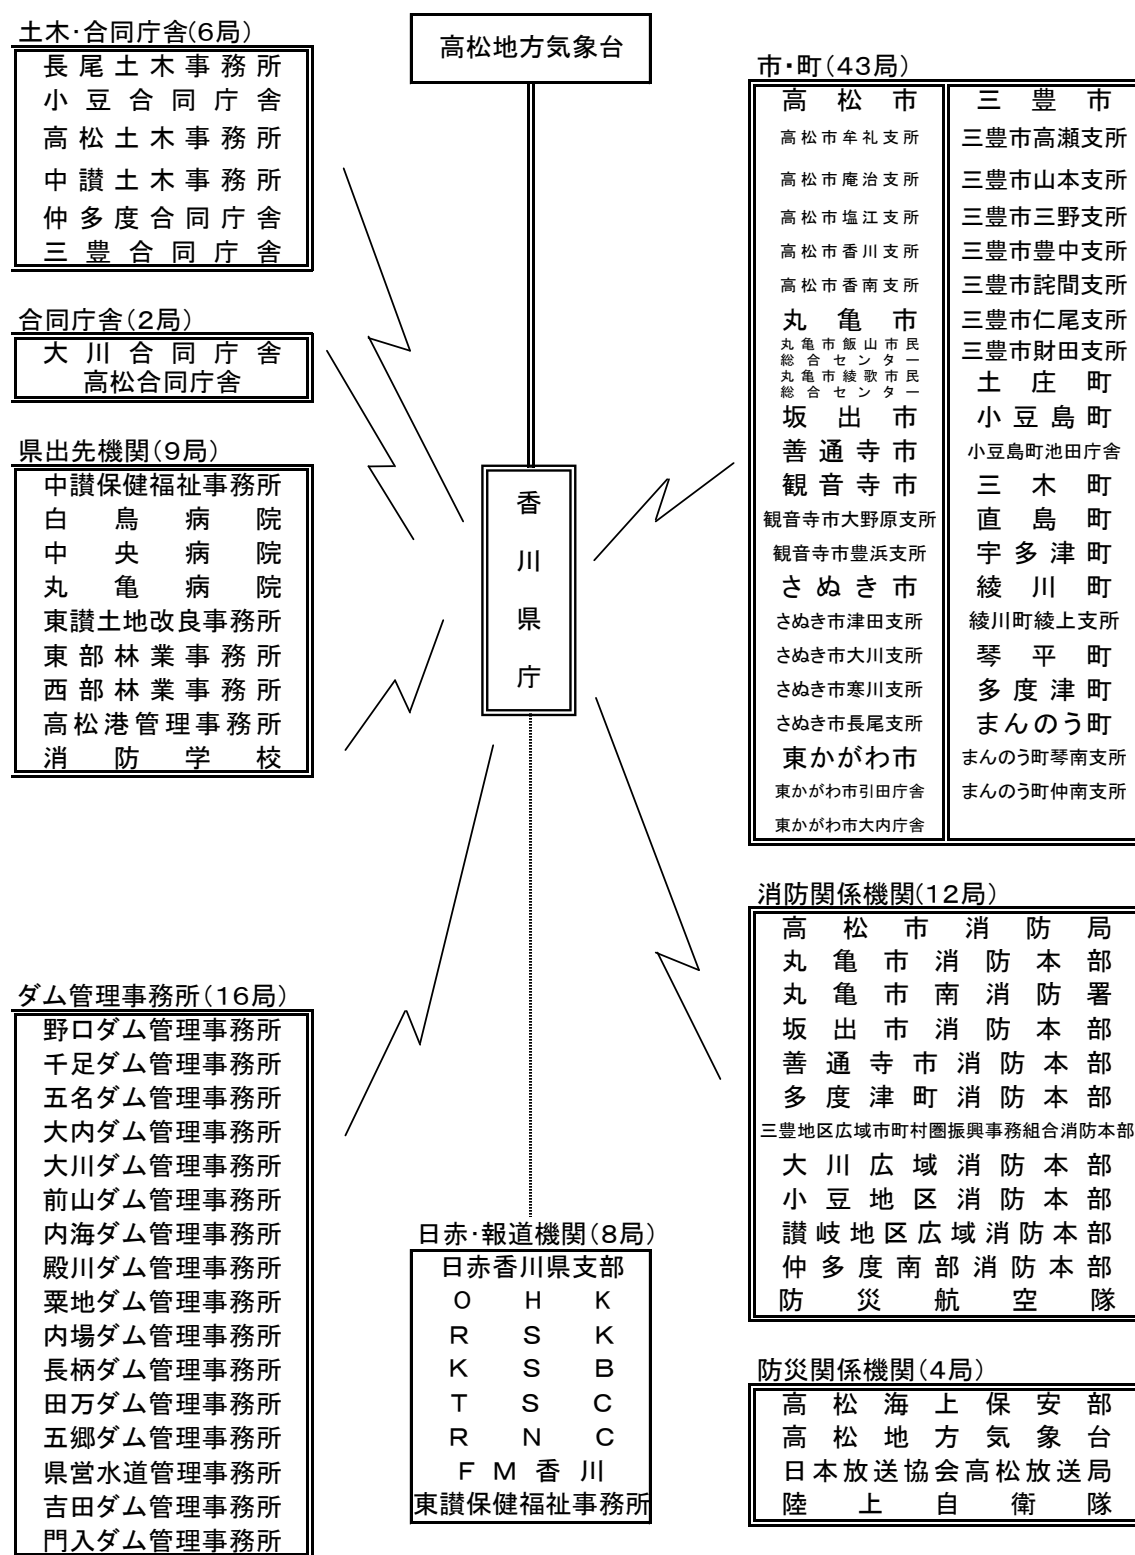 土木・合同庁舎(6局)
長尾土木事務所
小豆合同庁舎
高松土木事務所
中讃土木事務所
仲多度合同庁舎
三豊合同庁舎
合同庁舎(2局)
大川合同庁舎
高松合同庁舎
県出先機関(9局)
中讃保健福祉事務所
白鳥病院
中央病院
丸亀病院
東讃土地改良事務所
東部林業事務所
西部林業事務所
高松港管理事務所
消防学校
ダム管理事務所(16局)
野口ダム管理事務所
千足ダム管理事務所
五名ダム管理事務所
大内ダム管理事務所
大川ダム管理事務所
前山ダム管理事務所
内海ダム管理事務所
殿川ダム管理事務所
粟地ダム管理事務所
内場ダム管理事務所
長柄ダム管理事務所
田万ダム管理事務所
五郷ダム管理事務所
県営水道管理事務所
吉田ダム管理事務所
門入ダム管理事務所
高松地方気象台
香川県庁
日赤・報道機関(8局)
日赤香川県支部
OHK
RSK
KSB
TSC
RNC
FM香川
東讃保健福祉事務所
市・町(43局)
高松市
高松市牟礼支所
高松市庵治支所
高松市塩江支所
高松市香川支所
高松市香南支所
丸亀市
丸亀市飯山市民
総合センター
丸亀市綾歌市民
総合センター
坂出市
善通寺市
観音寺市
観音寺市大野原支所
観音寺市豊浜支所
さぬき市
さぬき市津田支所
さぬき市大川支所
さぬき市寒川支所
さぬき市長尾支所
東かがわ市
東かがわ市引田庁舎
東かがわ市大内庁舎
三豊市
三豊市高瀬支所
三豊市山本支所
三豊市三野支所
三豊市豊中支所
三豊市詫間支所
三豊市仁尾支所
三豊市財田支所
土庄町
小豆島町
小豆島町池田庁舎
三木町
直島町
宇多津町
綾川町
綾川町綾上支所
琴平町
多度津町
まんのう町
まんのう町琴南支所
まんのう町仲南支所
消防関係機関(12局)
高松市消防局
丸亀市消防本部
丸亀市南消防署
坂出市消防本部
善通寺市消防本部
多度津町消防本部
三豊地区広域市町村圏振興事務組合消防本部
大川広域消防本部
小豆地区消防本部
讃岐地区広域消防本部
仲多度南部消防本部
防災航空隊
防災関係機関(4局)
高松海上保安部
高松地方気象台
日本放送協会高松放送局
陸上自衛隊